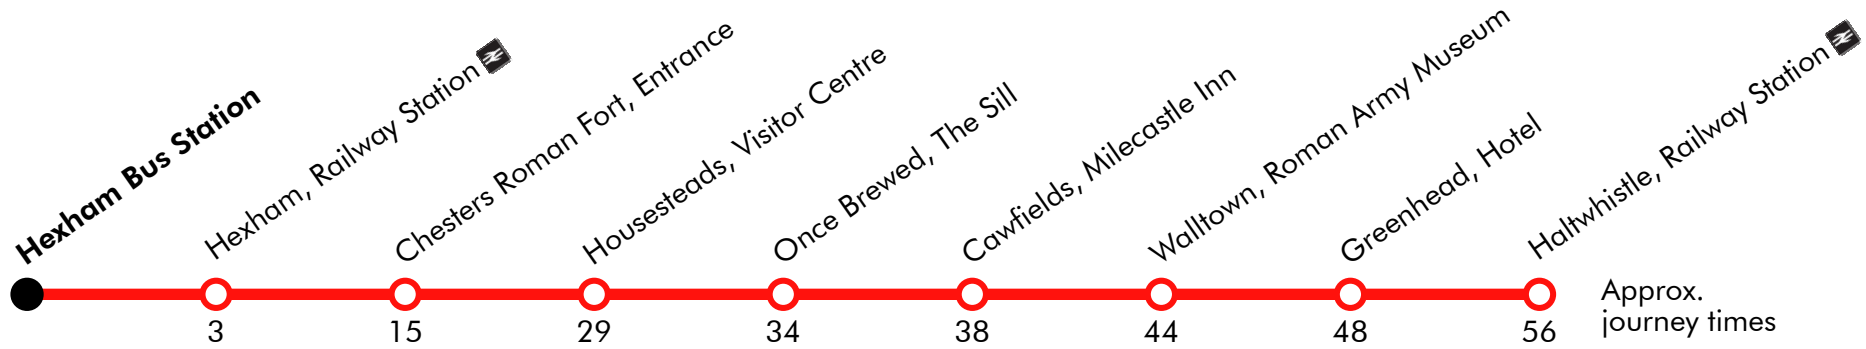 Hexham Bus Station
Hexham, Railway Station
Chesters Roman Fort, Entrance
Housesteads, Visitor Centre
Once Brewed, The Sill
Cawfields, Milecastle Inn
Walltown, Roman Army Museum
Greenhead, Hotel
Haltwhistle, Railway Station
3 15 29 34 38 44 48 56
Approx.
journey times